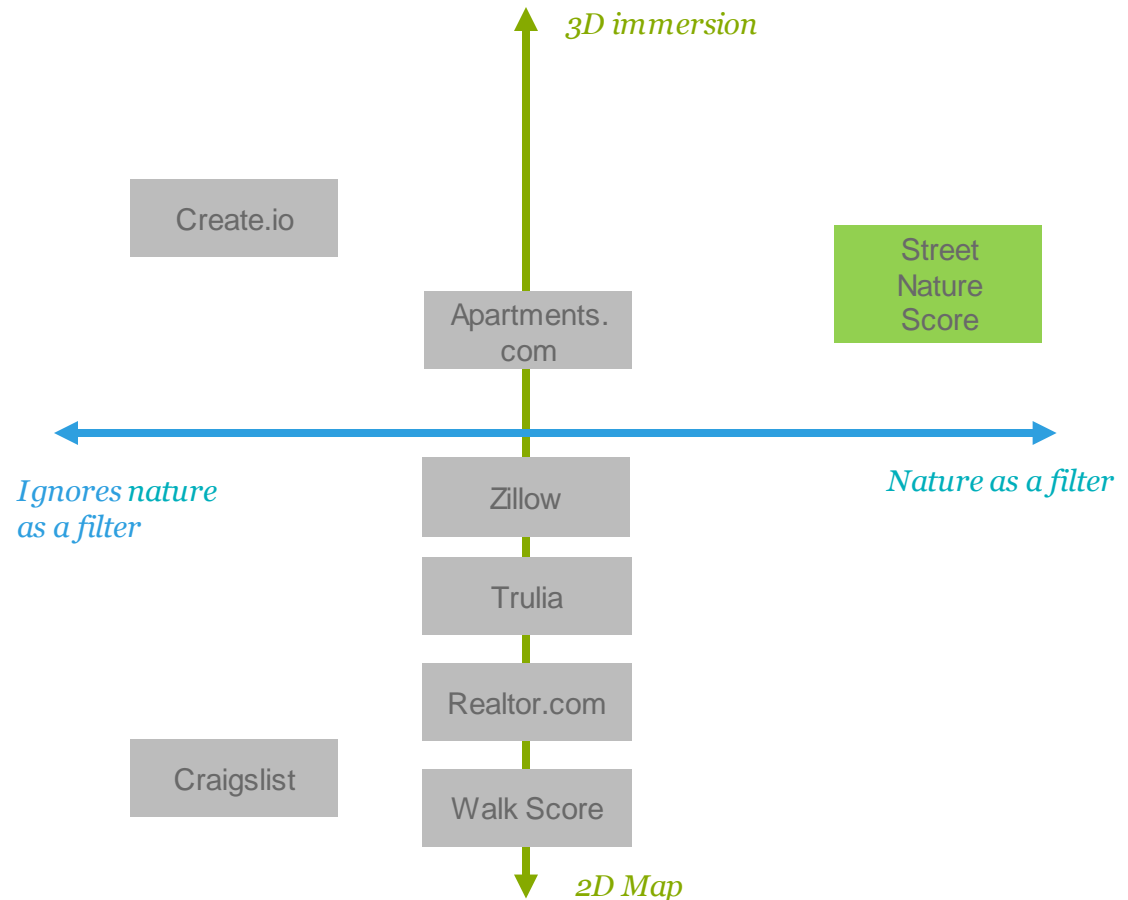 3D immersion
Create.io
Street
Nature
Score
Apartments.
com
Ignores nature
as a filter
Nature as a filter
Zillow
Trulia
Realtor.com
Craigslist
Walk Score
2D Map